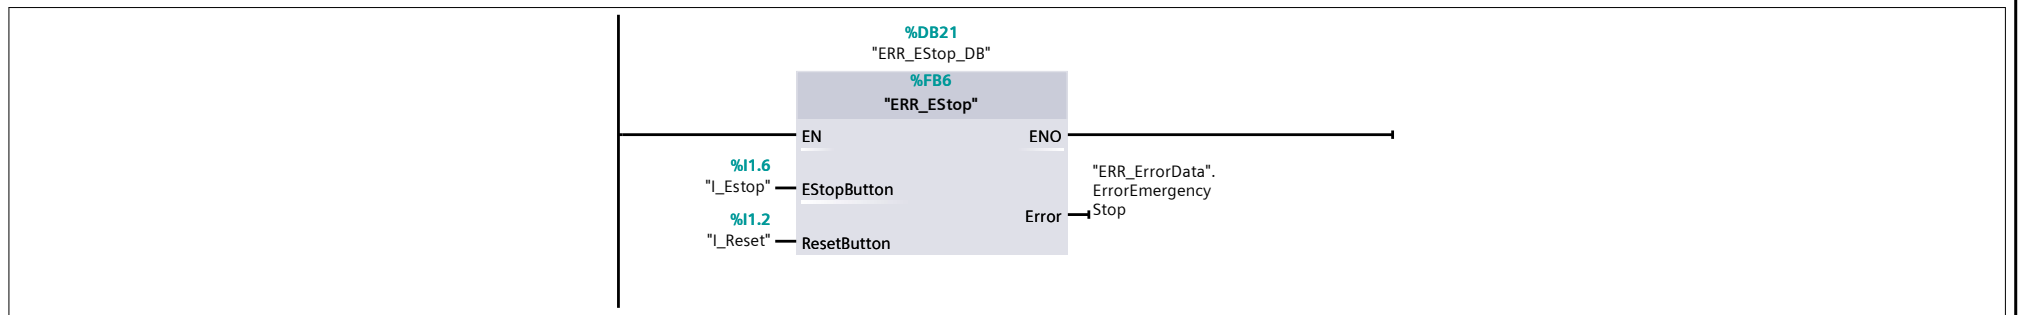 %DB21
"ERR_EStop_DB"
%FB6
"ERR_EStop"
EN
ENO
%I1.6
"I_Estop"
EStopButton
"ERR_ErrorData".
ErrorEmergency
Stop
Error
%I1.2
"I_Reset"
ResetButton